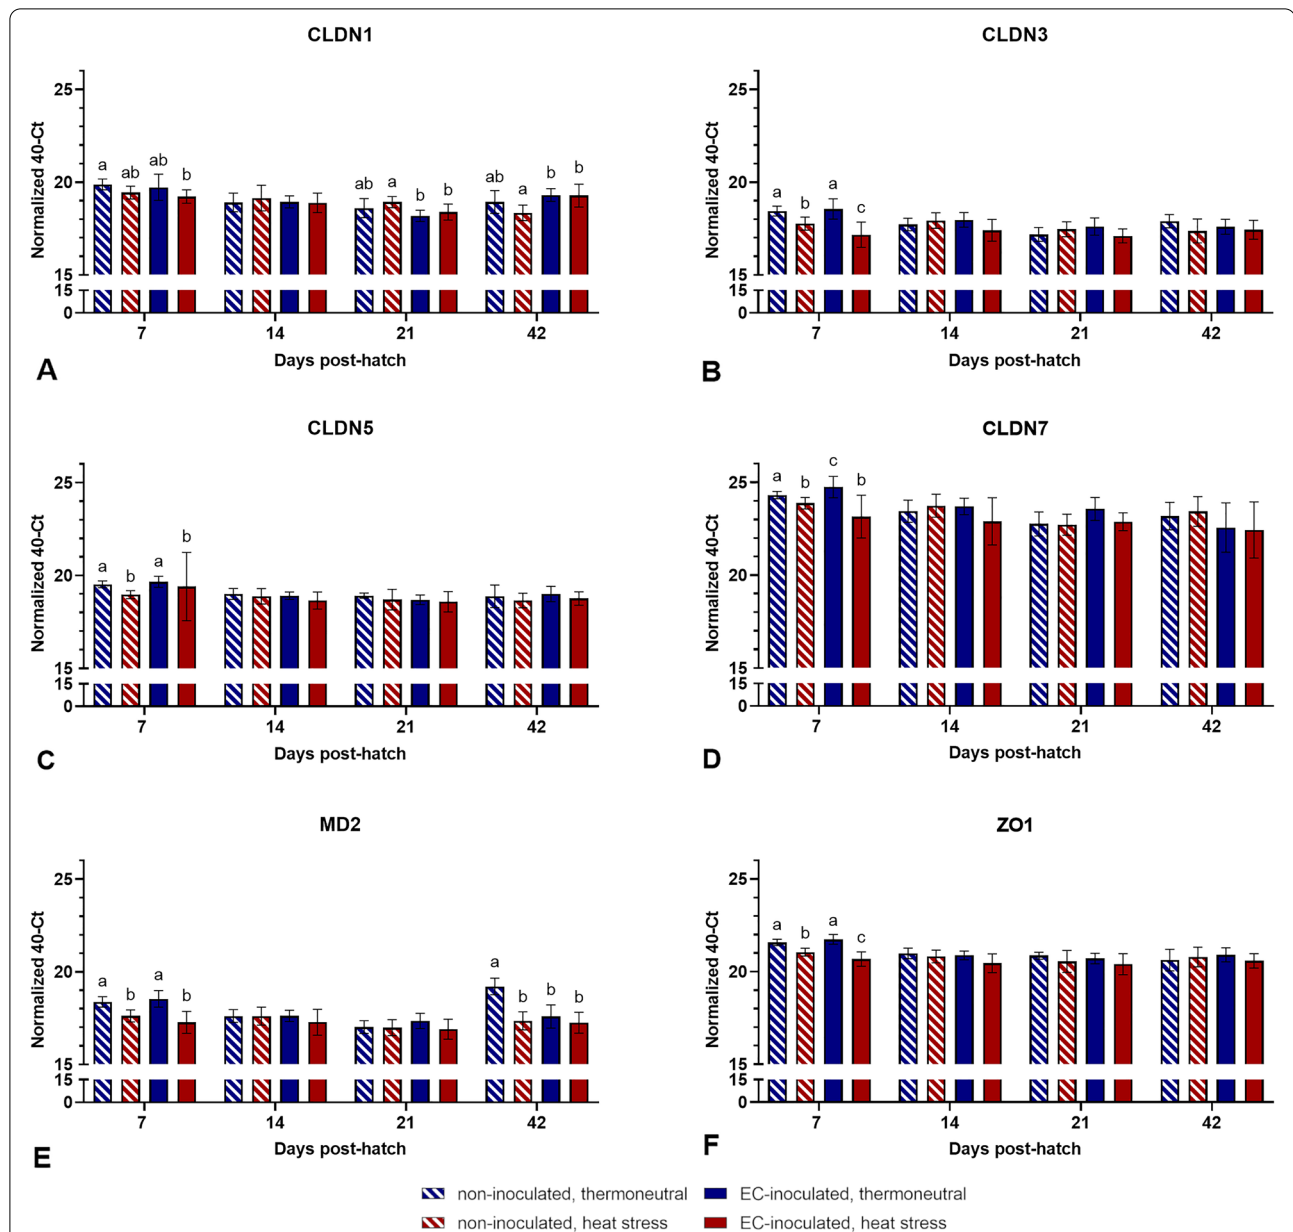 CLDN1
Normalized 40-Ct
25
20
15
15
0
a ab ab b
ab a b b
ab a b b
7 14 21 42
Days post-hatch
A
CLDN3
Normalized 40-Ct
25
20
15
15
0
a b a c
7 14 21 42
Days post-hatch
B
CLDN5
Normalized 40-Ct
25
20
15
15
0
a b a b
7 14 21 42
Days post-hatch
C
CLDN7
Normalized 40-Ct
25
20
15
15
0
a b c b
7 14 21 42
Days post-hatch
D
MD2
Normalized 40-Ct
25
20
15
15
0
a b a b
a b b b
7 14 21 42
Days post-hatch
E
ZO1
Normalized 40-Ct
25
20
15
15
0
a b a c
7 14 21 42
Days post-hatch
F
non-inoculated, thermoneutral
EC-inoculated, thermoneutral
non-inoculated, heat stress
EC-inoculated, heat stress